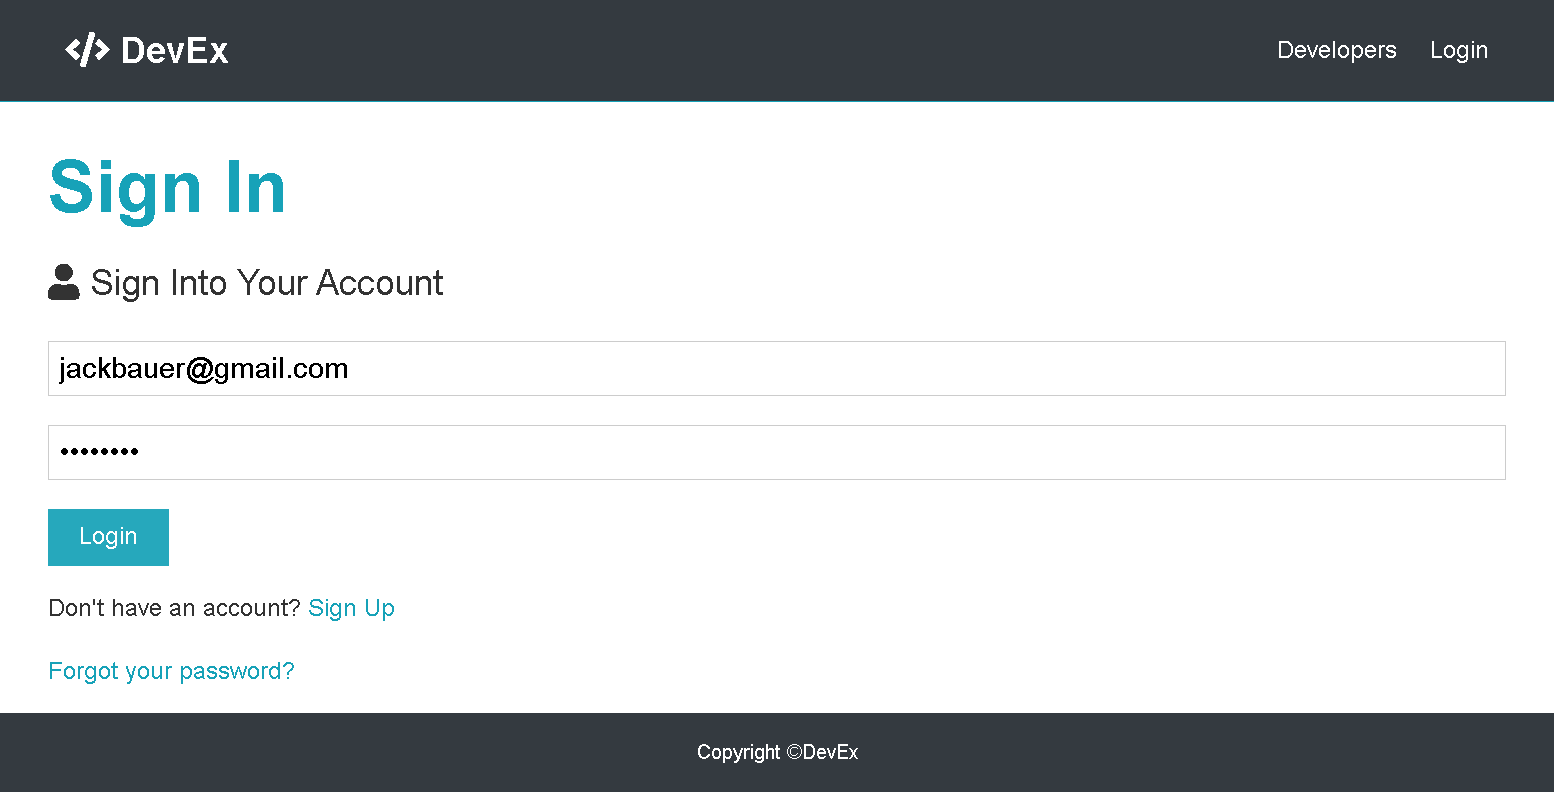 DevEx
Developers Login
Sign In
Sign Into Your Account
jackbauer@gmail.com
••••••••
Login
Don't have an account? Sign Up
Forgot your password?
Copyright ©DevEx